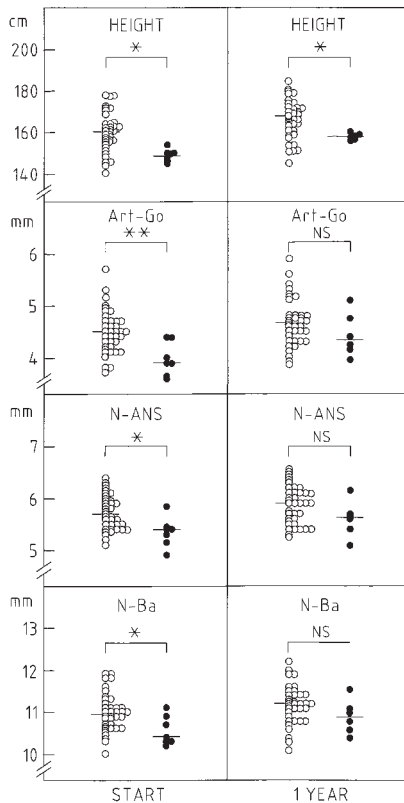 cm HEIGHT HEIGHT
200 * *
180
160
140
mm Art-Go Art-Go
6 ** NS
5
4
mm N-ANS N-ANS
7 * NS
6
5
mm N-Ba N-Ba
13 * NS
12
11
10
START 1 YEAR